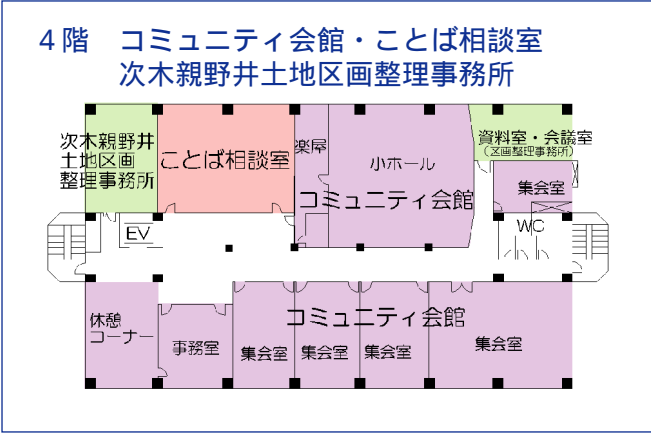 4階　コミュニティ会館・ことば相談室
次木親野井土地区画整理事務所
次木親野井
土地区画
整理事務所
ことば相談室
楽屋
小ホール
コミュニティ会館
資料室・会議室
（区画整理事務所）
集会室
EV
WC
休憩
コーナー
事務室
コミュニティ会館
集会室
集会室
集会室
集会室